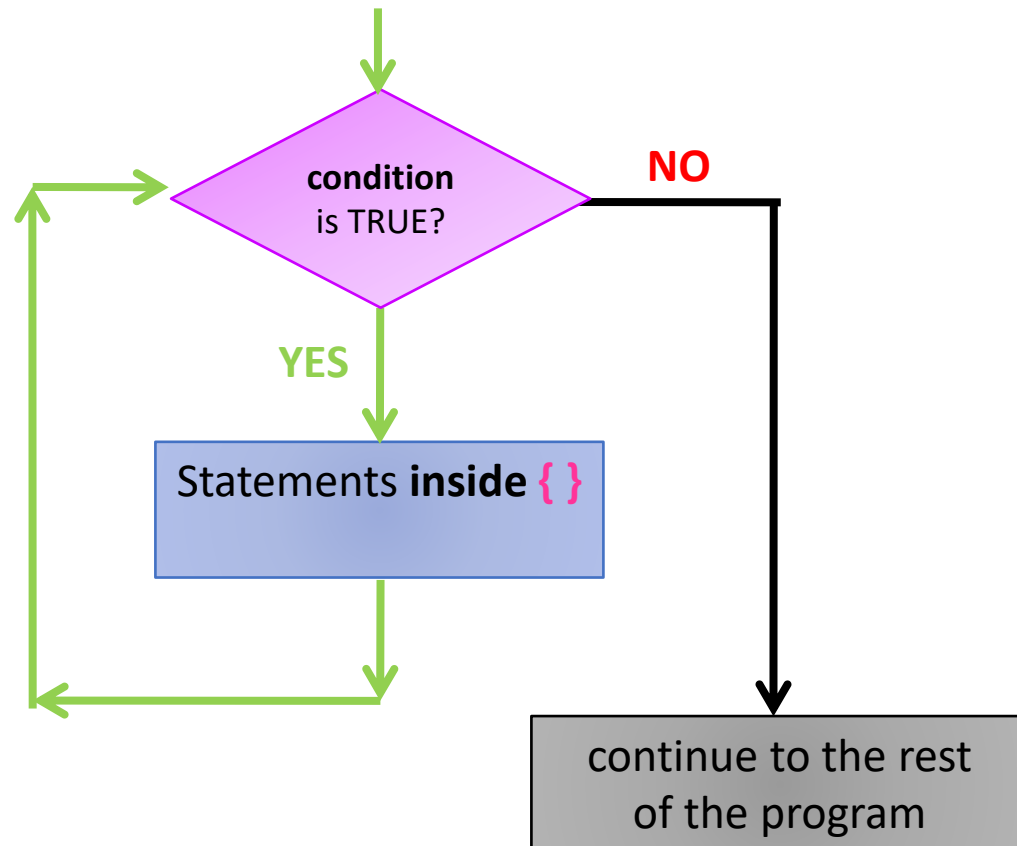 condition
is TRUE?
NO
YES
Statements inside { }
continue to the rest
of the program